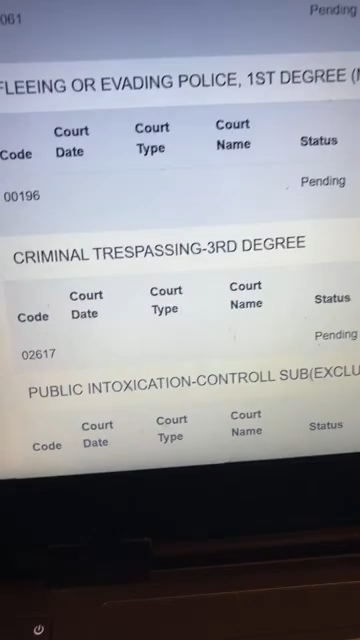 061 Pending
FLEEING OR EVADING POLICE, 1ST DEGREE
Code Court Date Court Type Court Name Status
00196 Pending
CRIMINAL TRESPASSING-3RD DEGREE
Code Court Date Court Type Court Name Status
02617 Pending
PUBLIC INTOXICATION-CONTROLL SUB(EXCLU
Code Court Date Court Type Court Name Status